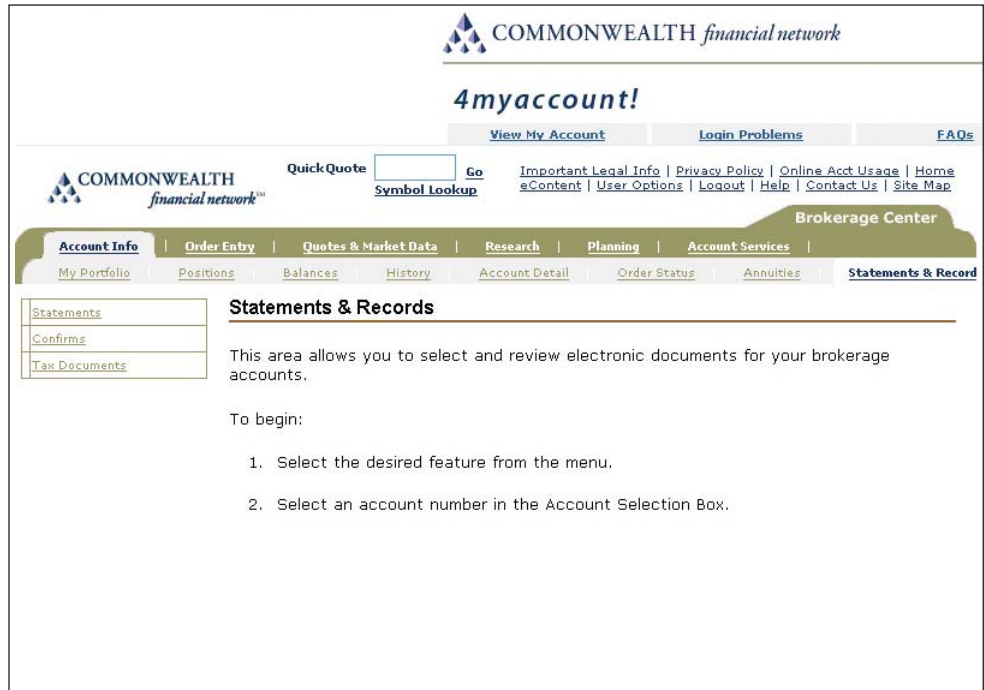 COMMONWEALTH financial network
4myaccount!
View My Account Login Problems FAQs
COMMONWEALTH
financial network℠
QuickQuote Go
Symbol Lookup
Important Legal Info | Privacy Policy | Online Acct Usage | Home
eContent | User Options | Logout | Help | Contact Us | Site Map
Brokerage Center
Account Info | Order Entry | Quotes & Market Data | Research | Planning | Account Services |
My Portfolio Positions Balances History Account Detail Order Status Annuities Statements & Record
Statements
Confirms
Tax Documents
Statements & Records
This area allows you to select and review electronic documents for your brokerage
accounts.
To begin:
1. Select the desired feature from the menu.
2. Select an account number in the Account Selection Box.